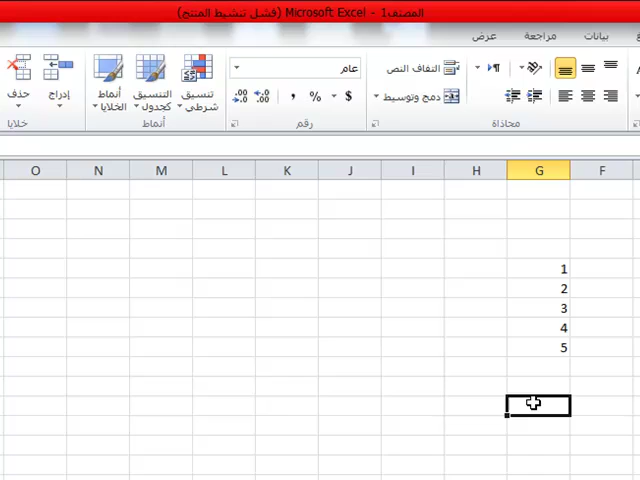 المصنف1 - Microsoft Excel (فشل تنشيط المنتج)
بيانات مراجعة عرض
التفاف النص عام
دمج وتوسيط $ % ,
تنسيق شرطي التنسيق كجدول أنماط الخلايا إدراج حذف
محاذاة رقم أنماط خلايا
F G H I J K L M N O
1
2
3
4
5